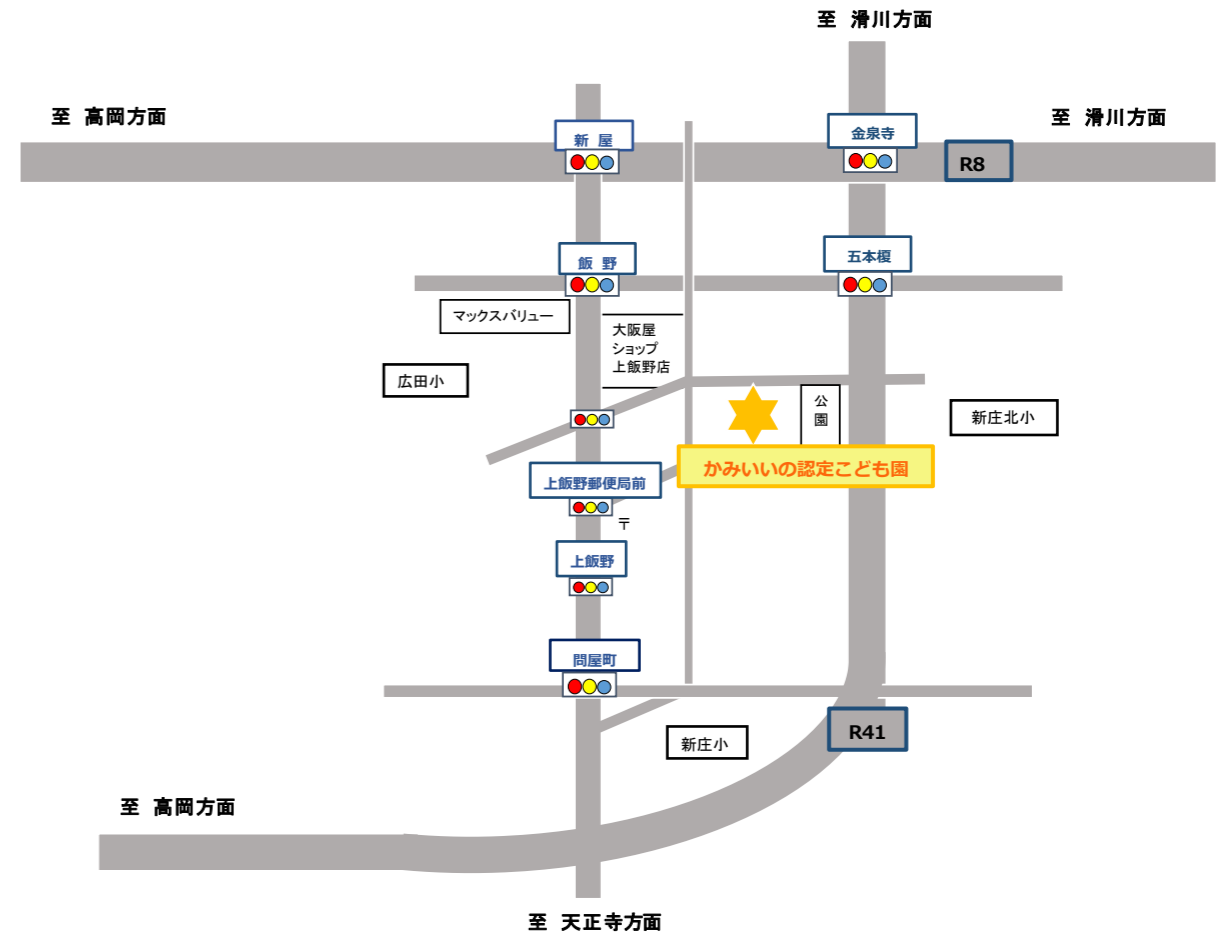 至 滑川方面
至 高岡方面
至 滑川方面
新 屋
金泉寺
R8
飯 野
五本榎
マックスバリュー
大阪屋
ショップ
上飯野店
広田小
公
園
新庄北小
かみいいの認定こども園
上飯野郵便局前
〒
上飯野
問屋町
新庄小
R41
至 高岡方面
至 天正寺方面